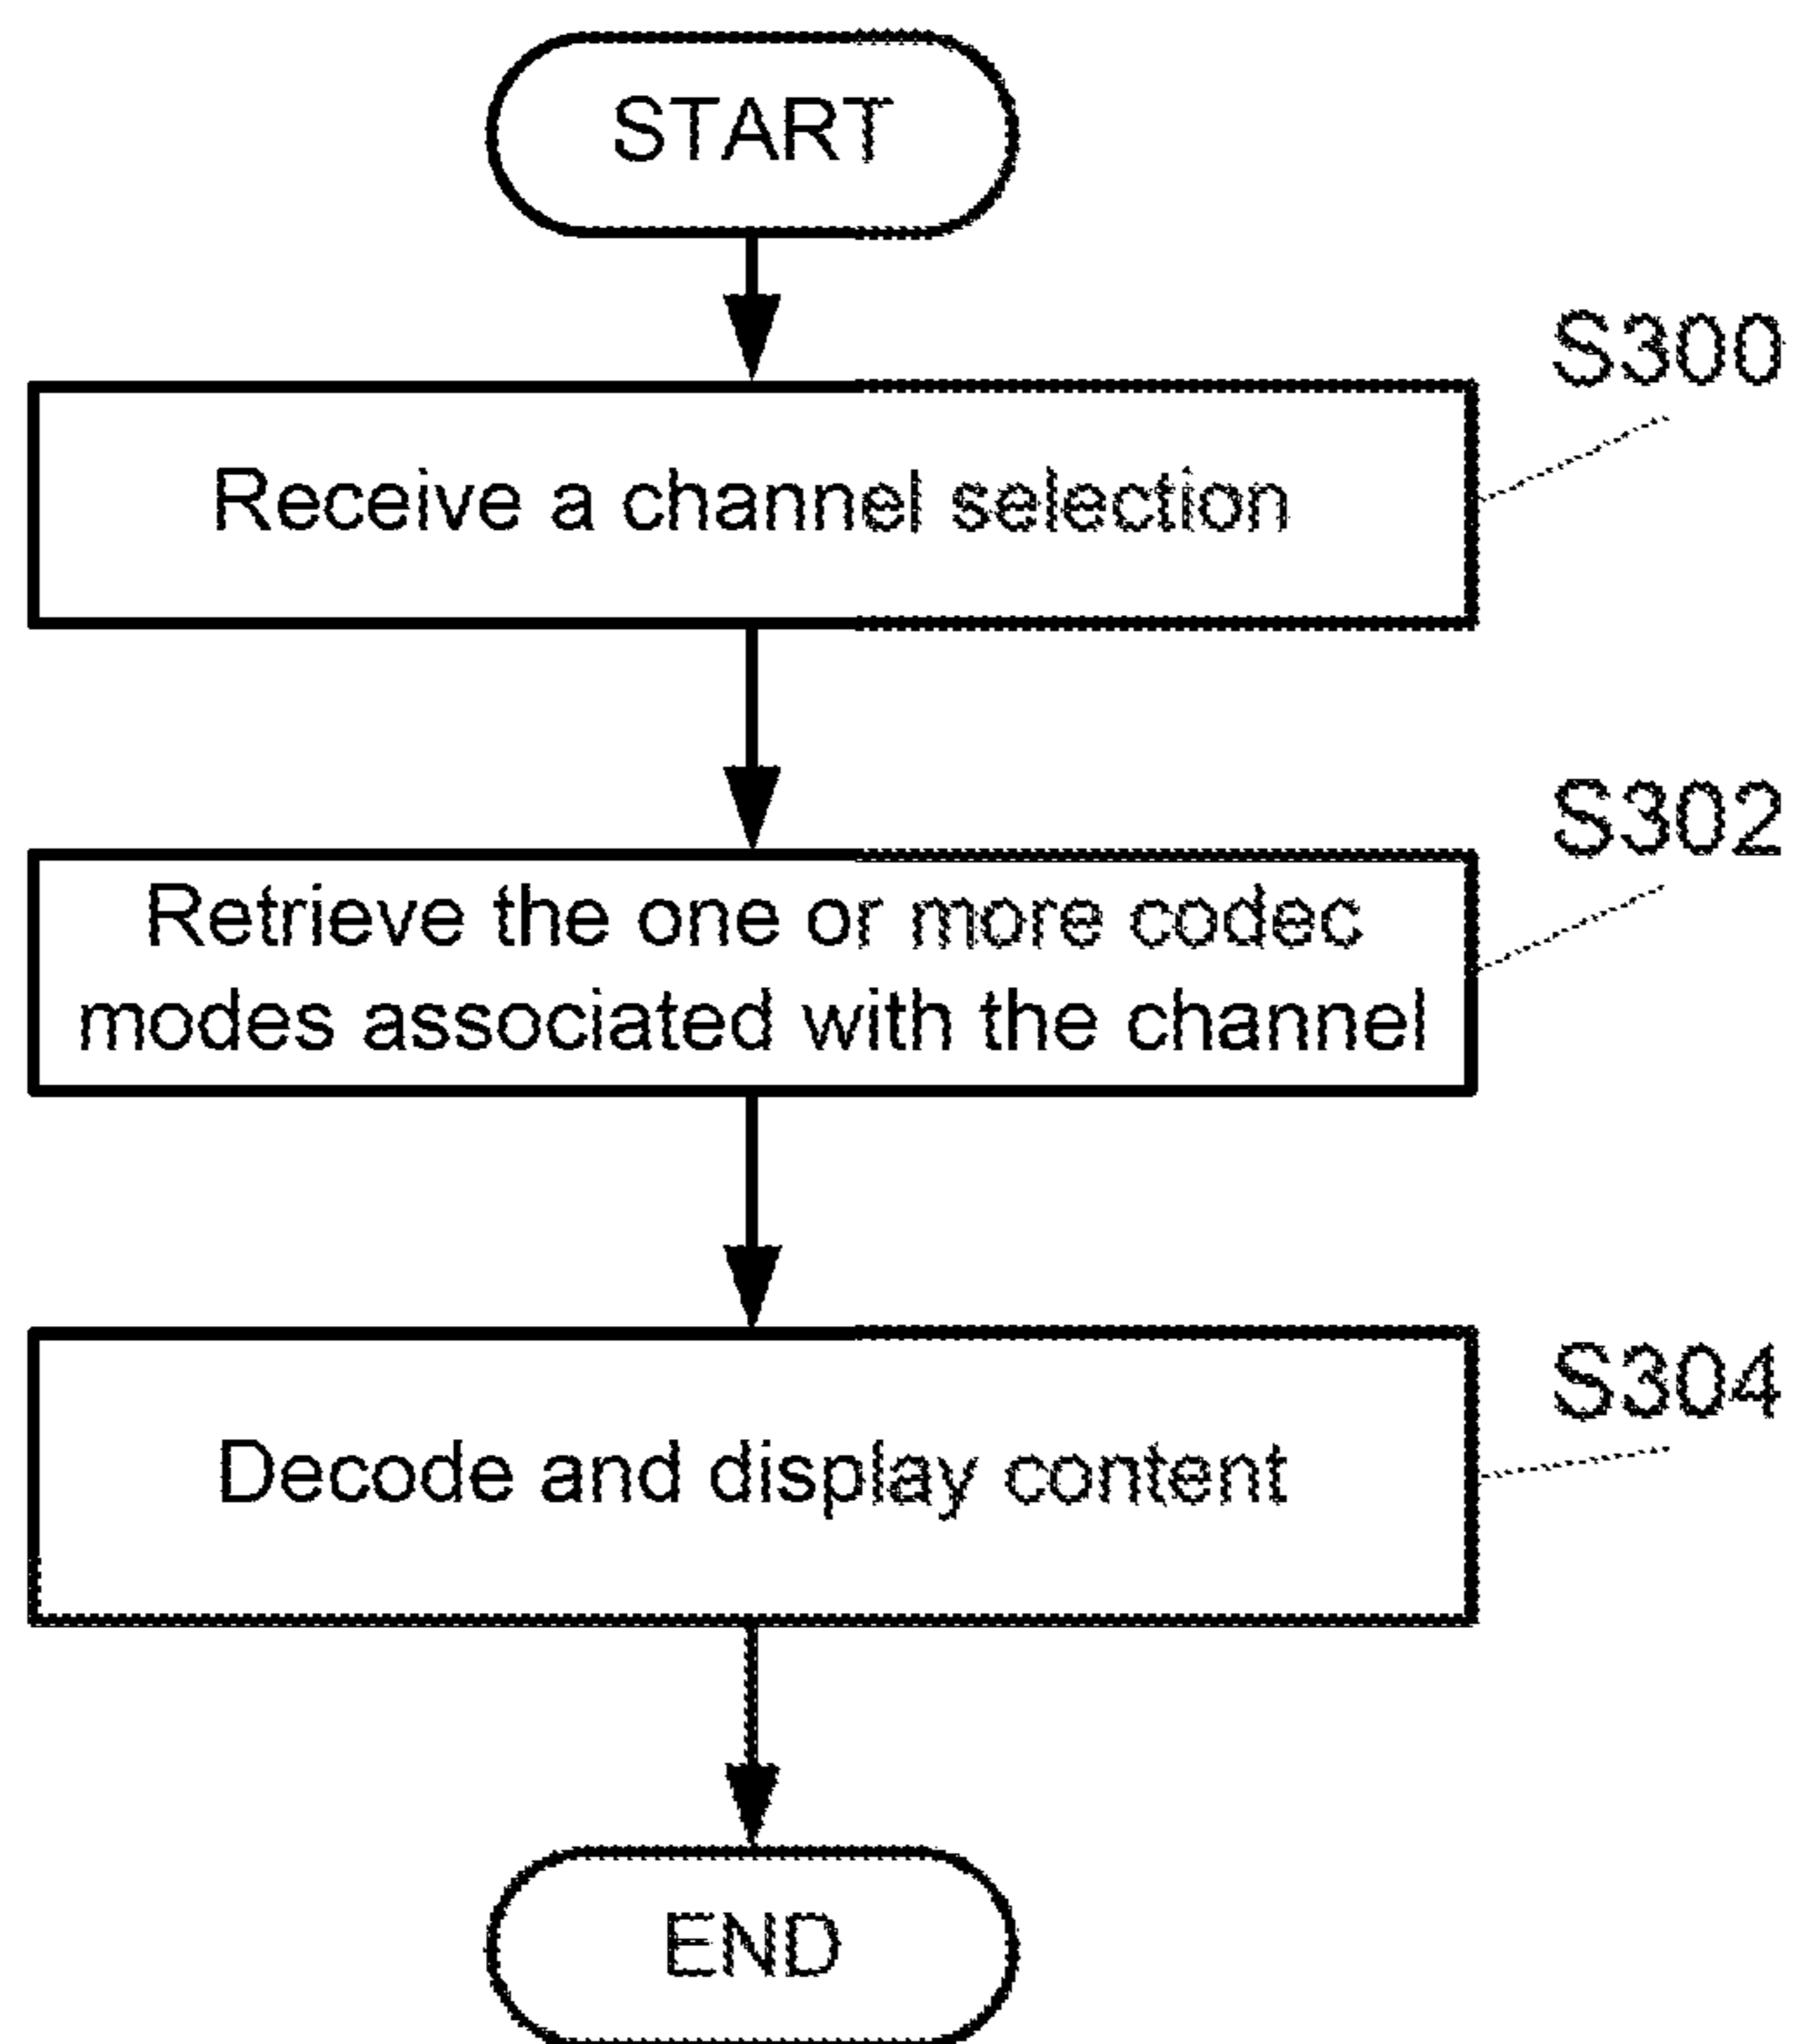 START
S300
Receive a channel selection
S302
Retrieve the one or more codec
modes associated with the channel
S304
Decode and display content
END